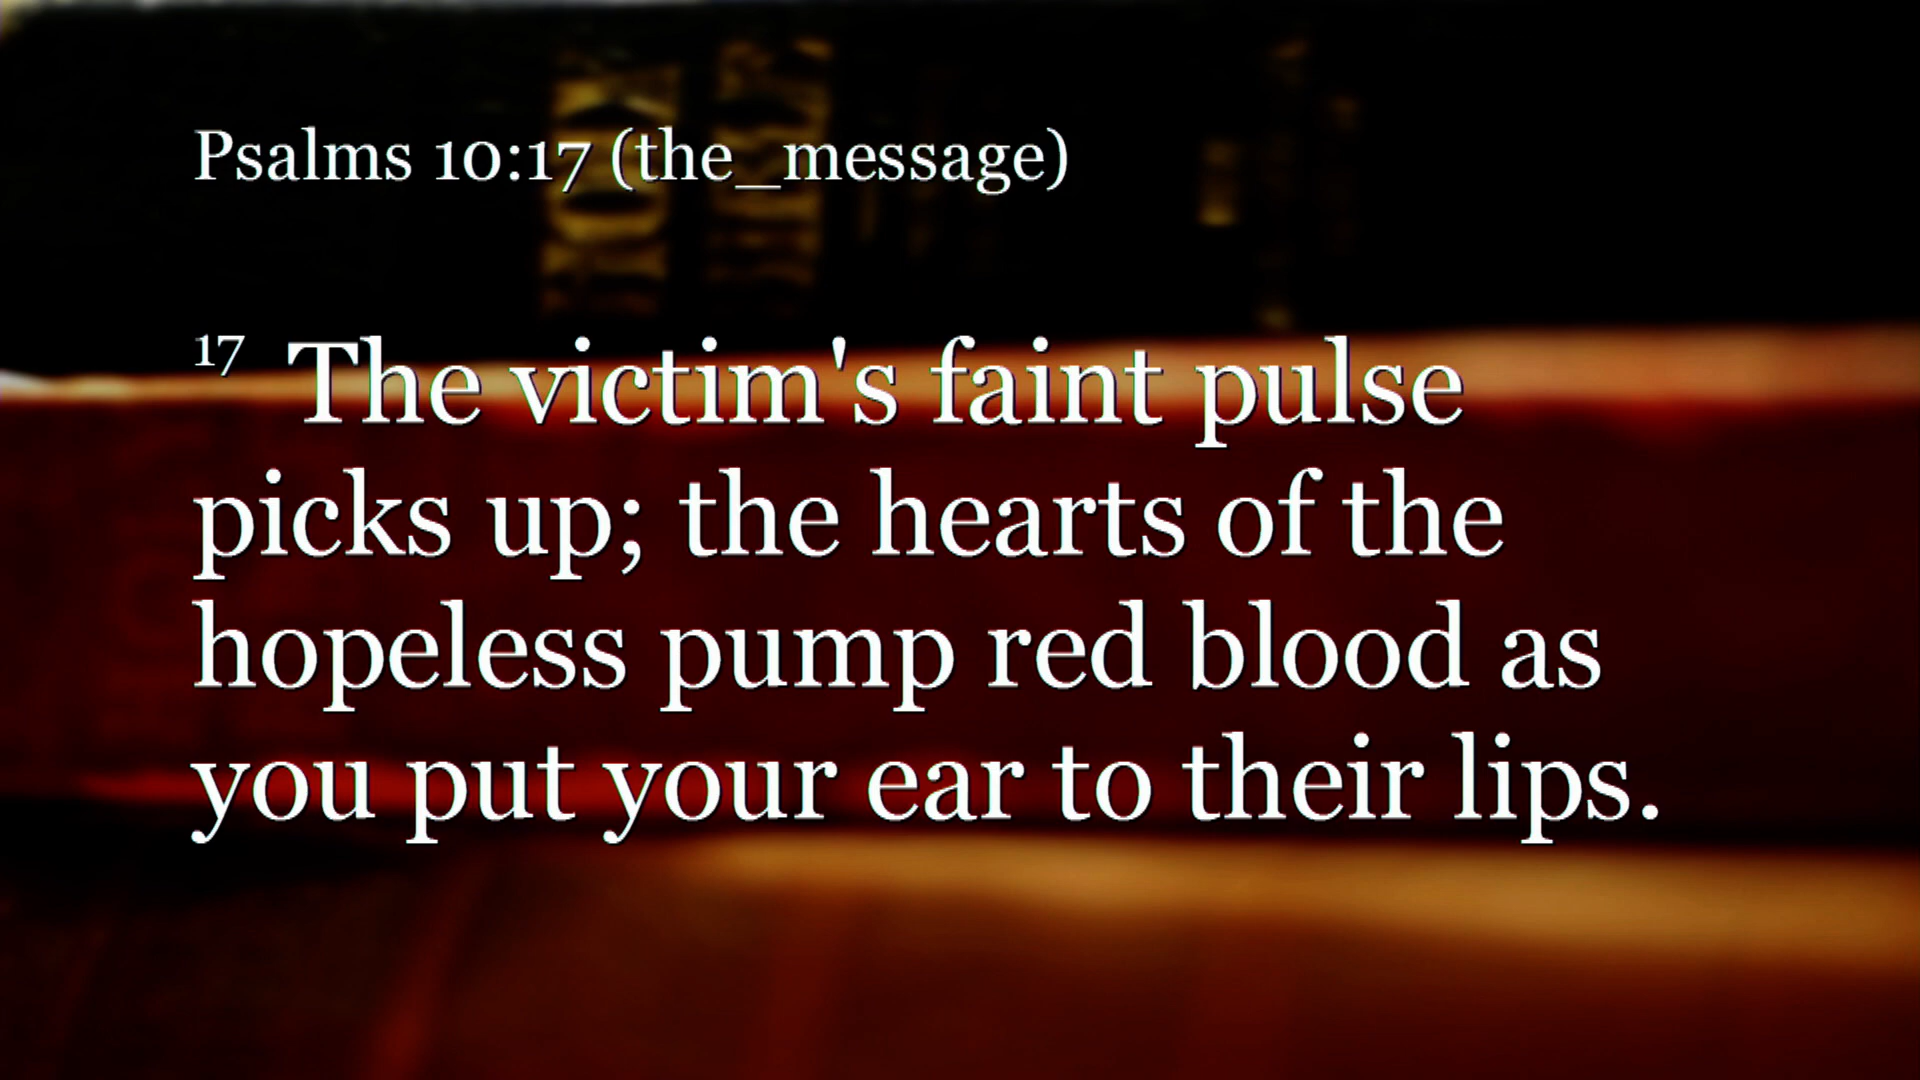 Psalms 10:17 (the_message)
17 The victim's faint pulse
picks up; the hearts of the
hopeless pump red blood as
you put your ear to their lips.